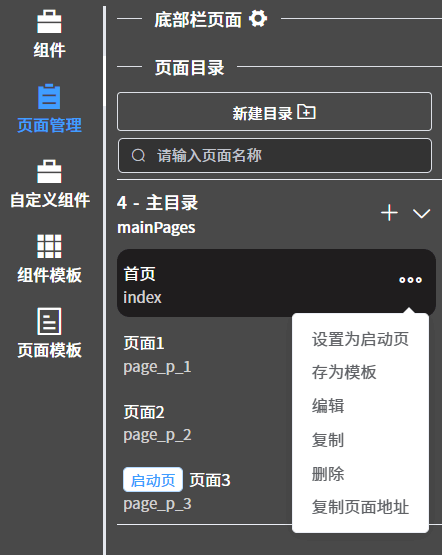 组件
页面管理
自定义组件
组件模板
页面模板
底部栏页面
页面目录
新建目录
请输入页面名称
4 - 主目录
mainPages
首页
index
页面1
page_p_1
页面2
page_p_2
启动页 页面3
page_p_3
设置为启动页
存为模板
编辑
复制
删除
复制页面地址